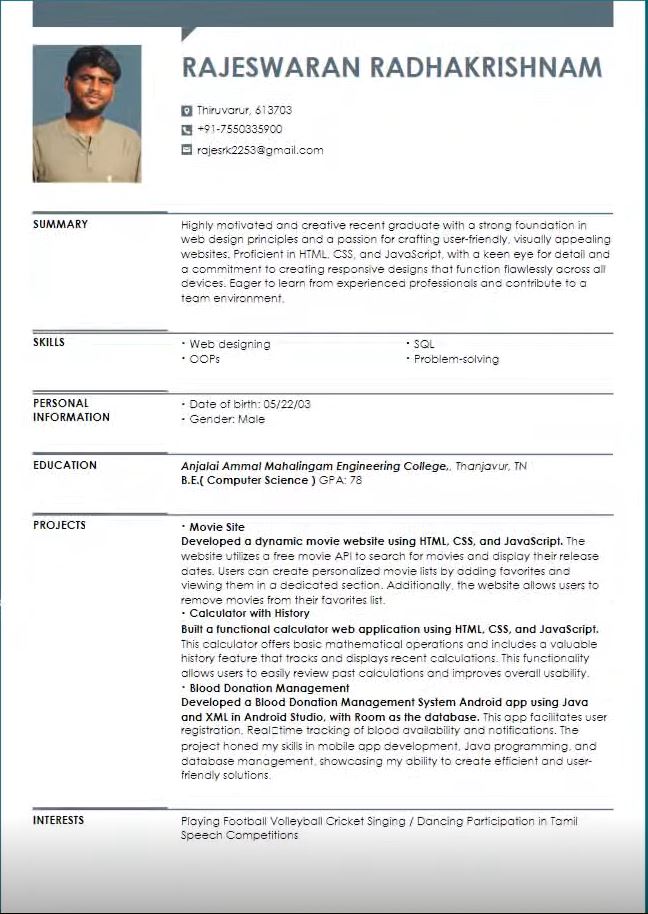 RAJESWARAN RADHAKRISHNAM
Thiruvarur, 613703
+91-7550335900
rajesrk2253@gmail.com
SUMMARY
Highly motivated and creative recent graduate with a strong foundation in
web design principles and a passion for crafting user-friendly, visually appealing
websites. Proficient in HTML, CSS, and JavaScript, with a keen eye for detail and
a commitment to creating responsive designs that function flawlessly across all
devices. Eager to learn from experienced professionals and contribute to a
team environment.
SKILLS
· Web designing
· OOPs
· SQL
· Problem-solving
PERSONAL
INFORMATION
· Date of birth: 05/22/03
· Gender: Male
EDUCATION
Anjalai Ammal Mahalingam Engineering College,, Thanjavur, TN
B.E.( Computer Science ) GPA: 78
PROJECTS
· Movie Site
Developed a dynamic movie website using HTML, CSS, and JavaScript. The
website utilizes a free movie API to search for movies and display their release
dates. Users can create personalized movie lists by adding favorites and
viewing them in a dedicated section. Additionally, the website allows users to
remove movies from their favorites list.
· Calculator with History
Built a functional calculator web application using HTML, CSS, and JavaScript.
This calculator offers basic mathematical operations and includes a valuable
history feature that tracks and displays recent calculations. This functionality
allows users to easily review past calculations and improves overall usability.
· Blood Donation Management
Developed a Blood Donation Management System Android app using Java
and XML in Android Studio, with Room as the database. This app facilitates user
registration, Real□time tracking of blood availability and notifications. The
project honed my skills in mobile app development, Java programming, and
database management, showcasing my ability to create efficient and user-
friendly solutions.
INTERESTS
Playing Football Volleyball Cricket Singing / Dancing Participation in Tamil
Speech Competitions